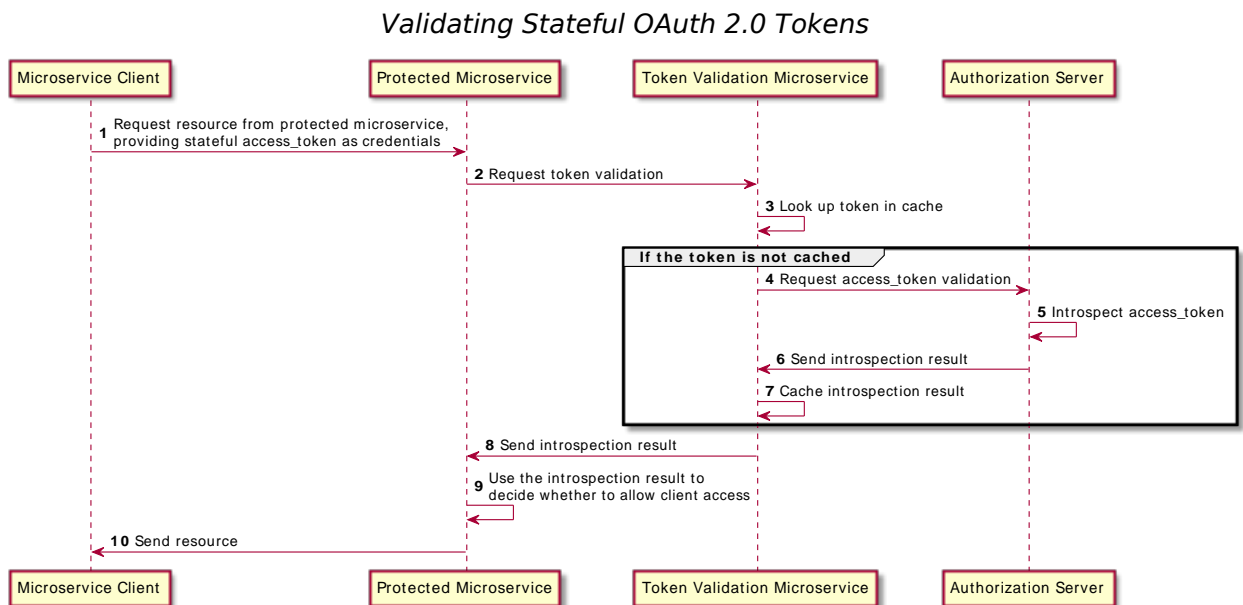 Validating Stateful OAuth 2.0 Tokens
Microservice Client
Protected Microservice
Token Validation Microservice
Authorization Server
1 Request resource from protected microservice,
providing stateful access_token as credentials
2 Request token validation
3 Look up token in cache
If the token is not cached
4 Request access_token validation
5 Introspect access_token
6 Send introspection result
7 Cache introspection result
8 Send introspection result
9 Use the introspection result to
decide whether to allow client access
10 Send resource
Microservice Client
Protected Microservice
Token Validation Microservice
Authorization Server